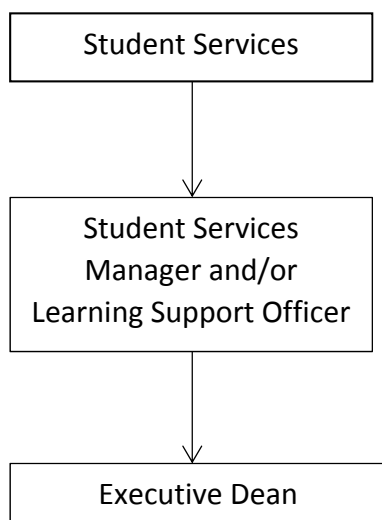 Student Services
Student Services
Manager and/or
Learning Support Officer
Executive Dean